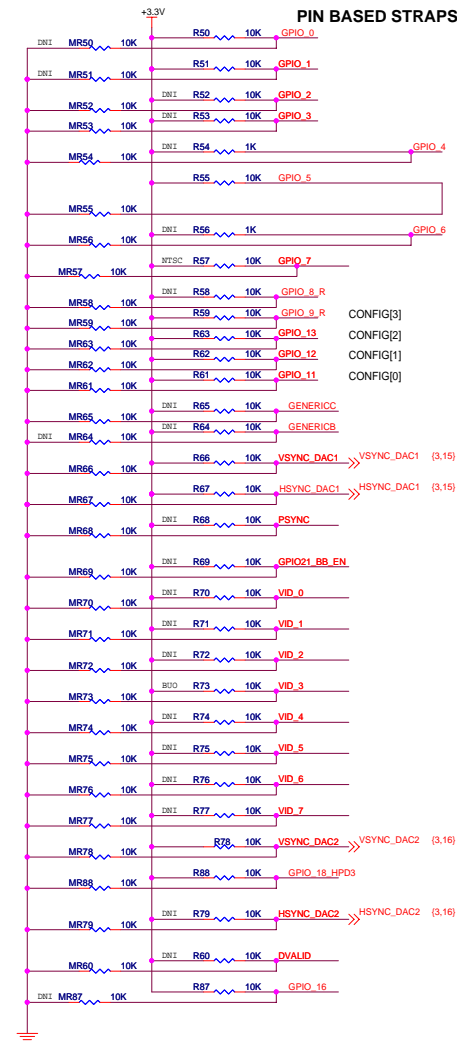 +3.3V
PIN BASED STRAPS
R50 10K GPIO_0
DNI MR50 10K
R51 10K GPIO_1
DNI MR51 10K
DNI R52 10K GPIO_2
MR52 10K
DNI R53 10K GPIO_3
MR53 10K
DNI R54 1K GPIO_4
MR54 10K
R55 10K GPIO_5
MR55 10K
DNI R56 1K GPIO_6
MR56 10K
NTSC R57 10K GPIO_7
MR57 10K
DNI R58 10K GPIO_8_R
MR58 10K
R59 10K GPIO_9_R CONFIG[3]
MR59 10K
R63 10K GPIO_13 CONFIG[2]
MR63 10K
R62 10K GPIO_12 CONFIG[1]
MR62 10K
R61 10K GPIO_11 CONFIG[0]
MR61 10K
DNI R65 10K GENERICC
MR65 10K
DNI R64 10K GENERICB
DNI MR64 10K
R66 10K VSYNC_DAC1 VSYNC_DAC1 {3,15}
MR66 10K
R67 10K HSYNC_DAC1 HSYNC_DAC1 {3,15}
MR67 10K
DNI R68 10K PSYNC
MR68 10K
DNI R69 10K GPIO21_BB_EN
MR69 10K
DNI R70 10K VID_0
MR70 10K
DNI R71 10K VID_1
MR71 10K
DNI R72 10K VID_2
MR72 10K
BUO R73 10K VID_3
MR73 10K
DNI R74 10K VID_4
MR74 10K
DNI R75 10K VID_5
MR75 10K
DNI R76 10K VID_6
MR76 10K
DNI R77 10K VID_7
MR77 10K
R78 10K VSYNC_DAC2 VSYNC_DAC2 {3,16}
MR78 10K
R88 10K GPIO_18_HPD3
MR88 10K
DNI R79 10K HSYNC_DAC2 HSYNC_DAC2 {3,16}
MR79 10K
DNI R60 10K DVALID
MR60 10K
R87 10K GPIO_16
DNI MR87 10K